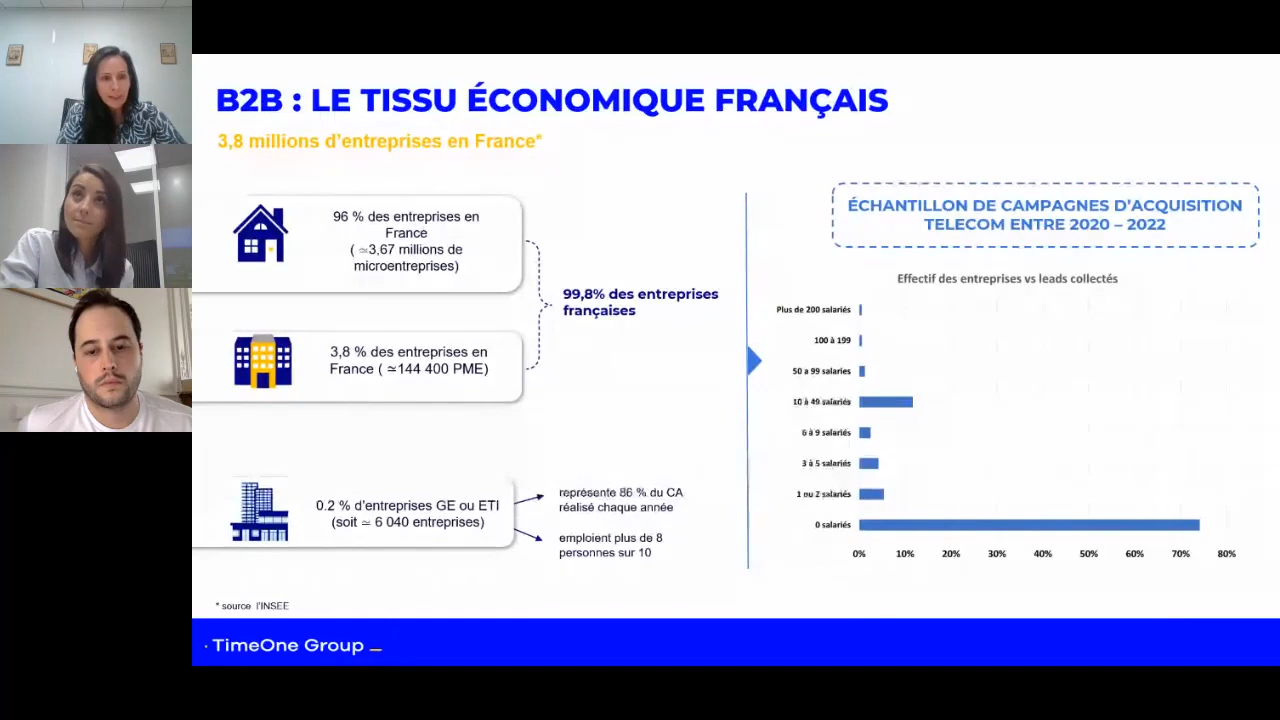 B2B : LE TISSU ÉCONOMIQUE FRANÇAIS
3,8 millions d'entreprises en France*
96 % des entreprises en
France
( ≃3,67 millions de
microentreprises)
3,8 % des entreprises en
France ( ≃144 400 PME)
99,8% des entreprises
françaises
0.2 % d'entreprises GE ou ETI
(soit ≃ 6 040 entreprises)
représente 86 % du CA
réalisé chaque année
emploient plus de 8
personnes sur 10
* source l'INSEE
ÉCHANTILLON DE CAMPAGNES D'ACQUISITION
TELECOM ENTRE 2020 – 2022
Effectif des entreprises vs leads collectés
Plus de 200 salariés
100 à 199
50 a 99 salaries
10 à 49 salariés
6 à 9 salariés
3 à 5 salariés
1 ou 2 salariés
0 salariés
0% 10% 20% 30% 40% 50% 60% 70% 80%
TimeOne Group